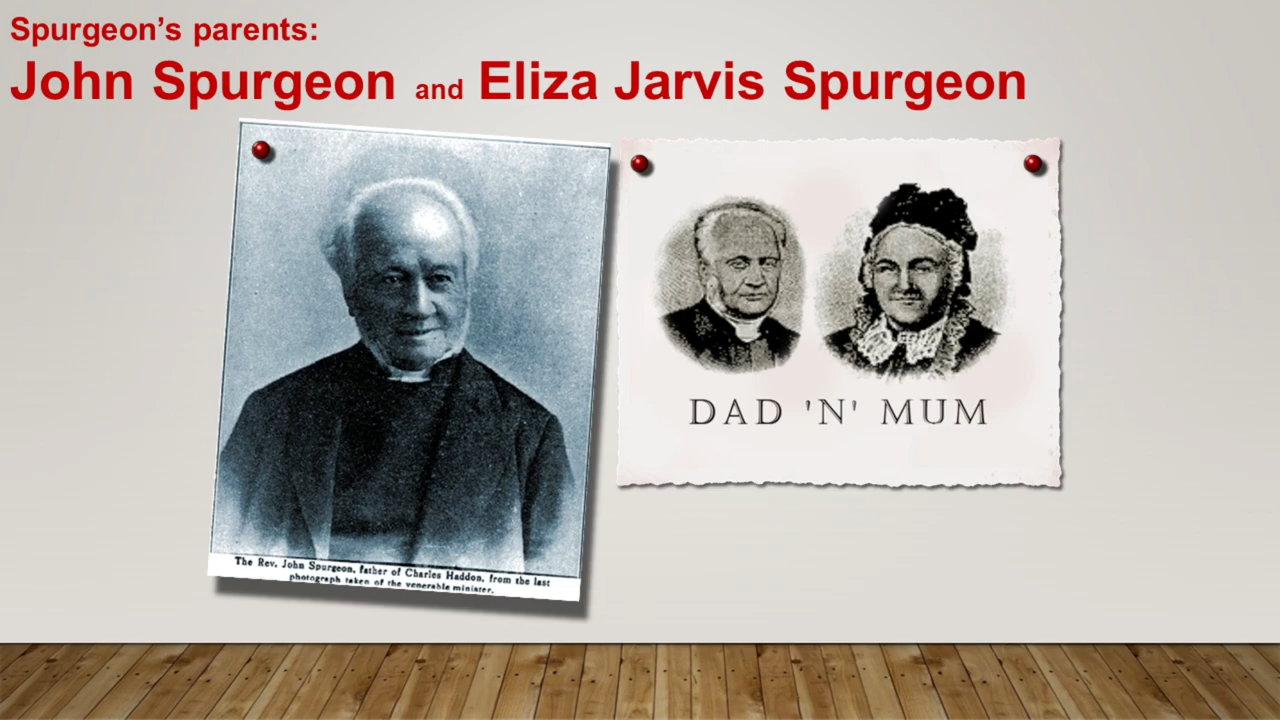 Spurgeon’s parents:
John Spurgeon and Eliza Jarvis Spurgeon
DAD 'N' MUM
The Rev. John Spurgeon, father of Charles Haddon, from the last
photograph taken of the venerable minister.